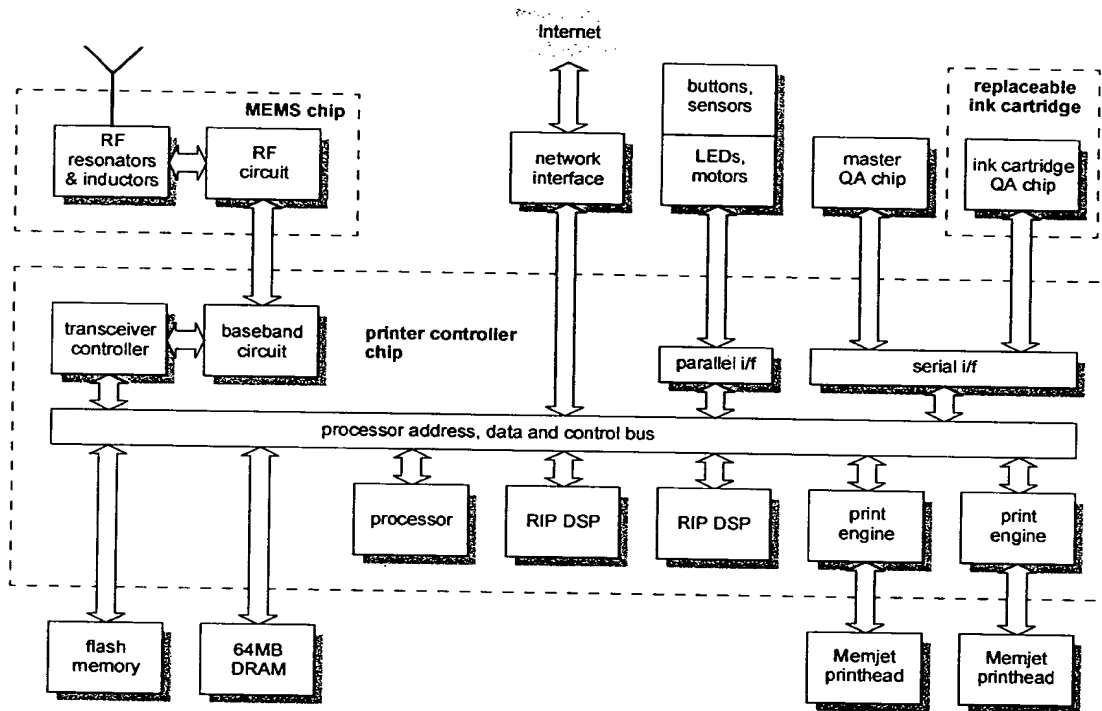 Internet
MEMS chip
RF
resonators
& inductors
RF
circuit
network
interface
buttons,
sensors
LEDs,
motors
master
QA chip
replaceable
ink cartridge
ink cartridge
QA chip
transceiver
controller
baseband
circuit
printer controller
chip
parallel i/f
serial i/f
processor address, data and control bus
processor
RIP DSP
RIP DSP
print
engine
print
engine
flash
memory
64MB
DRAM
Memjet
printhead
Memjet
printhead